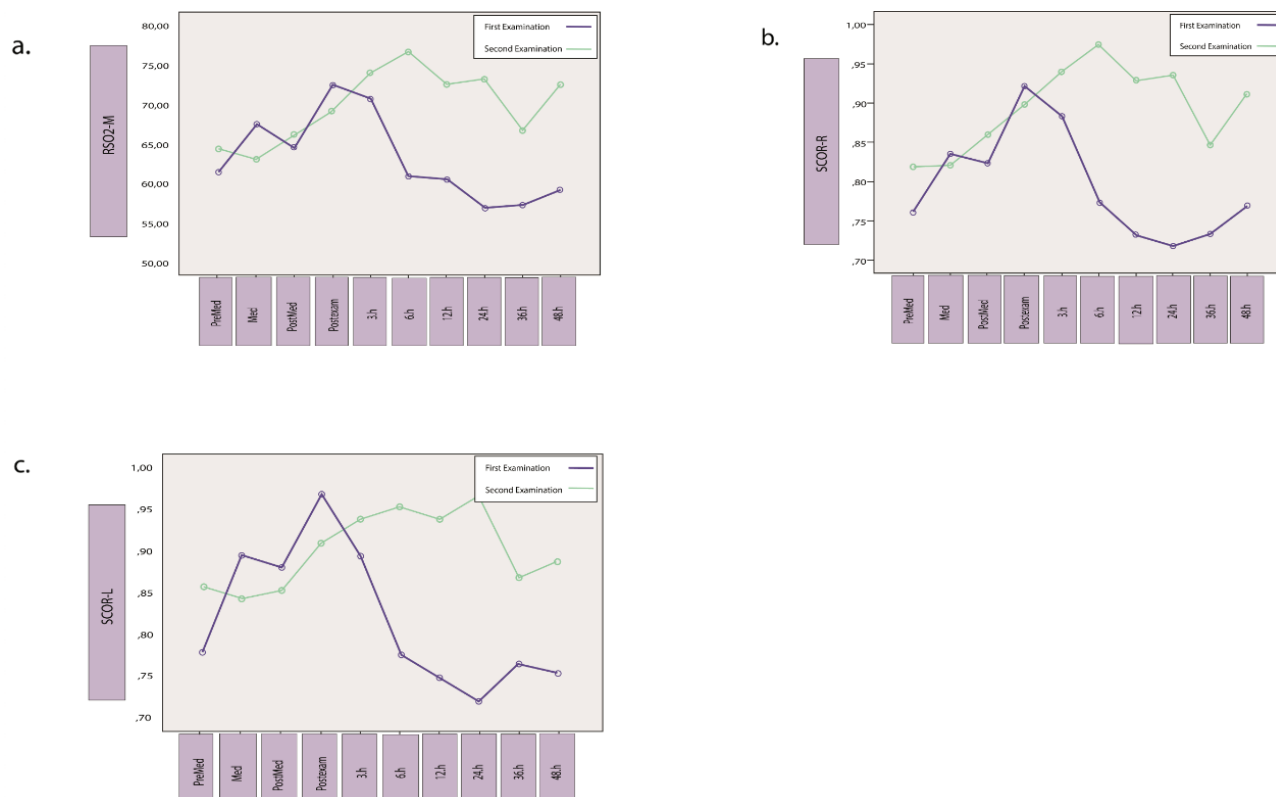 a.
RSO2-M
80,00
75,00
70,00
65,00
60,00
55,00
50,00
First Examination
Second Examination
PreMed
Med
PostMed
Postexam
3.h
6.h
12.h
24.h
36.h
48.h
b.
SCOR-R
1,00
,95
,90
,85
,80
,75
,70
First Examination
Second Examination
PreMed
Med
PostMed
Postexam
3.h
6.h
12.h
24.h
36.h
48.h
c.
SCOR-L
1,00
,95
,90
,85
,80
,75
,70
First Examination
Second Examination
PreMed
Med
PostMed
Postexam
3.h
6.h
12.h
24.h
36.h
48.h